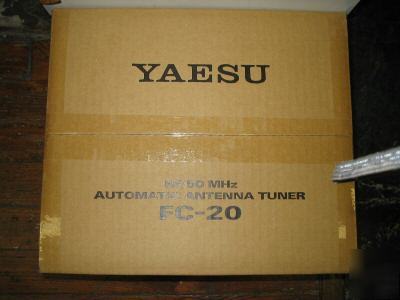 YAESU
HF/50 MHz
AUTOMATIC ANTENNA TUNER
FC-20